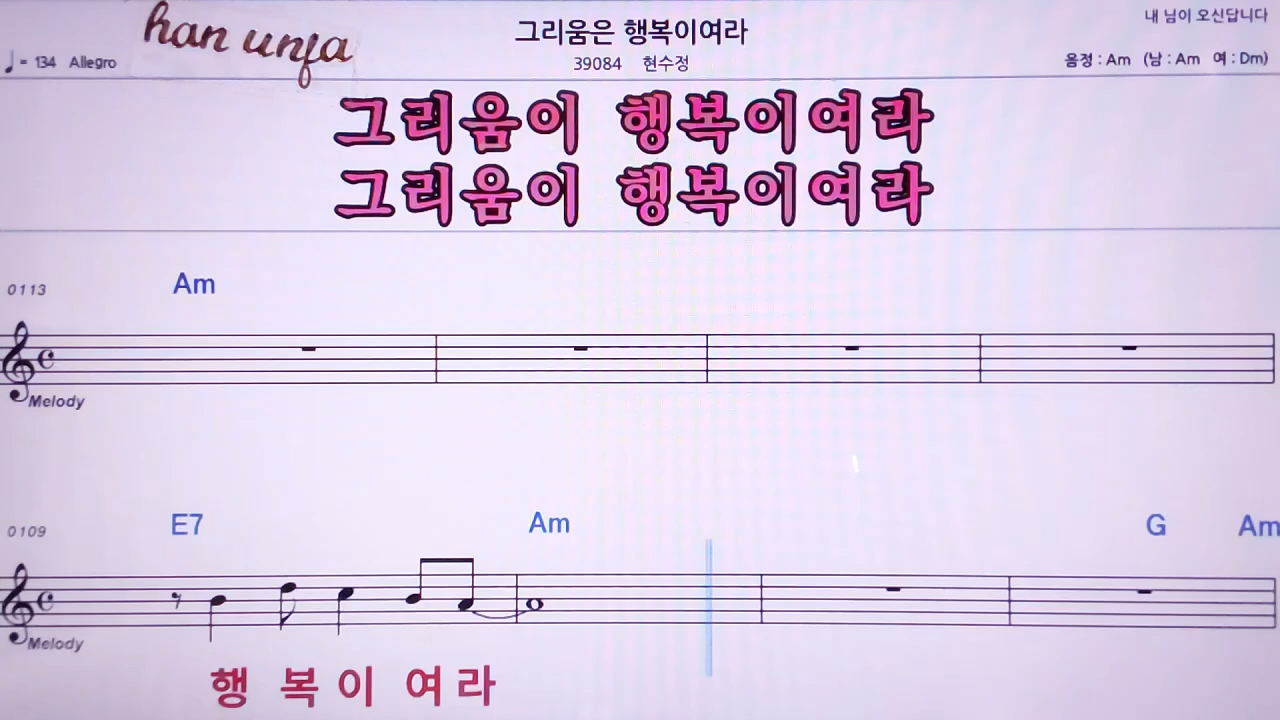 han unfa
그리움은 행복이여라
내 님이 오신답니다
♩= 134 Allegro
39084 현수정
음정 : Am (남 : Am 여 : Dm)
그리움이 행복이여라
그리움이 행복이여라
0113 Am
Melody
0109 E7 Am G Am
Melody
행 복 이 여 라